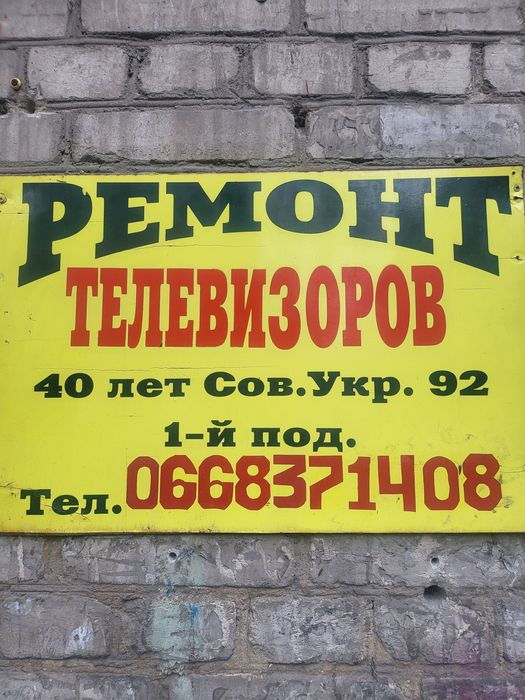 РЕМОНТ
ТЕЛЕВИЗОРОВ
40 лет Сов.Укр. 92
1-й под.
Тел.0668371408